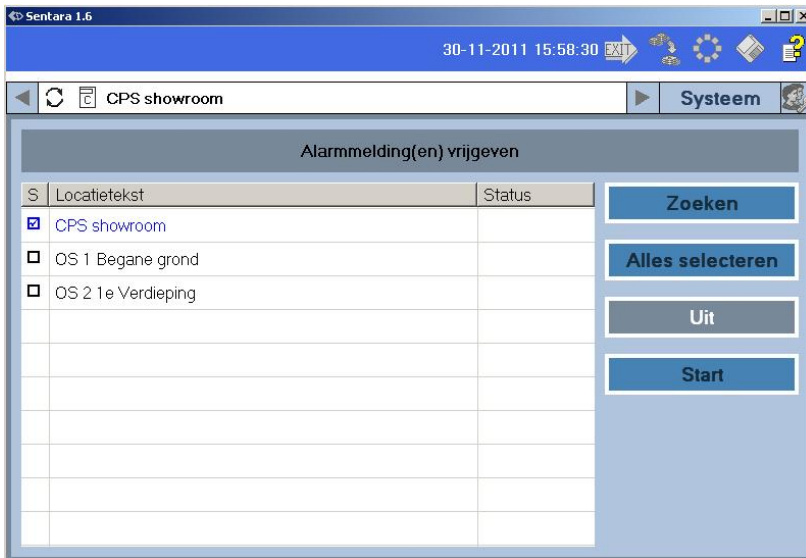 Sentara 1.6
30-11-2011 15:58:30 EXIT
CPS showroom
Systeem
Alarmmelding(en) vrijgeven
S Locatietekst Status
CPS showroom
OS 1 Begane grond
OS 2 1e Verdieping
Zoeken
Alles selecteren
Uit
Start